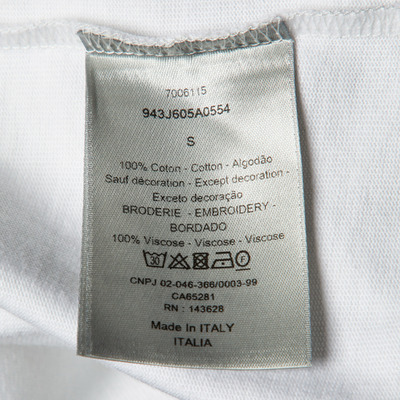 7006115
943J605A0554
S
100% Coton - Cotton - Algodão
Sauf décoration - Except decoration -
Exceto decoração
BRODERIE - EMBROIDERY -
BORDADO
100% Viscose - Viscose - Viscose
CNPJ 02-046-366/0003-99
CA65281
RN : 143628
Made In ITALY
ITALIA